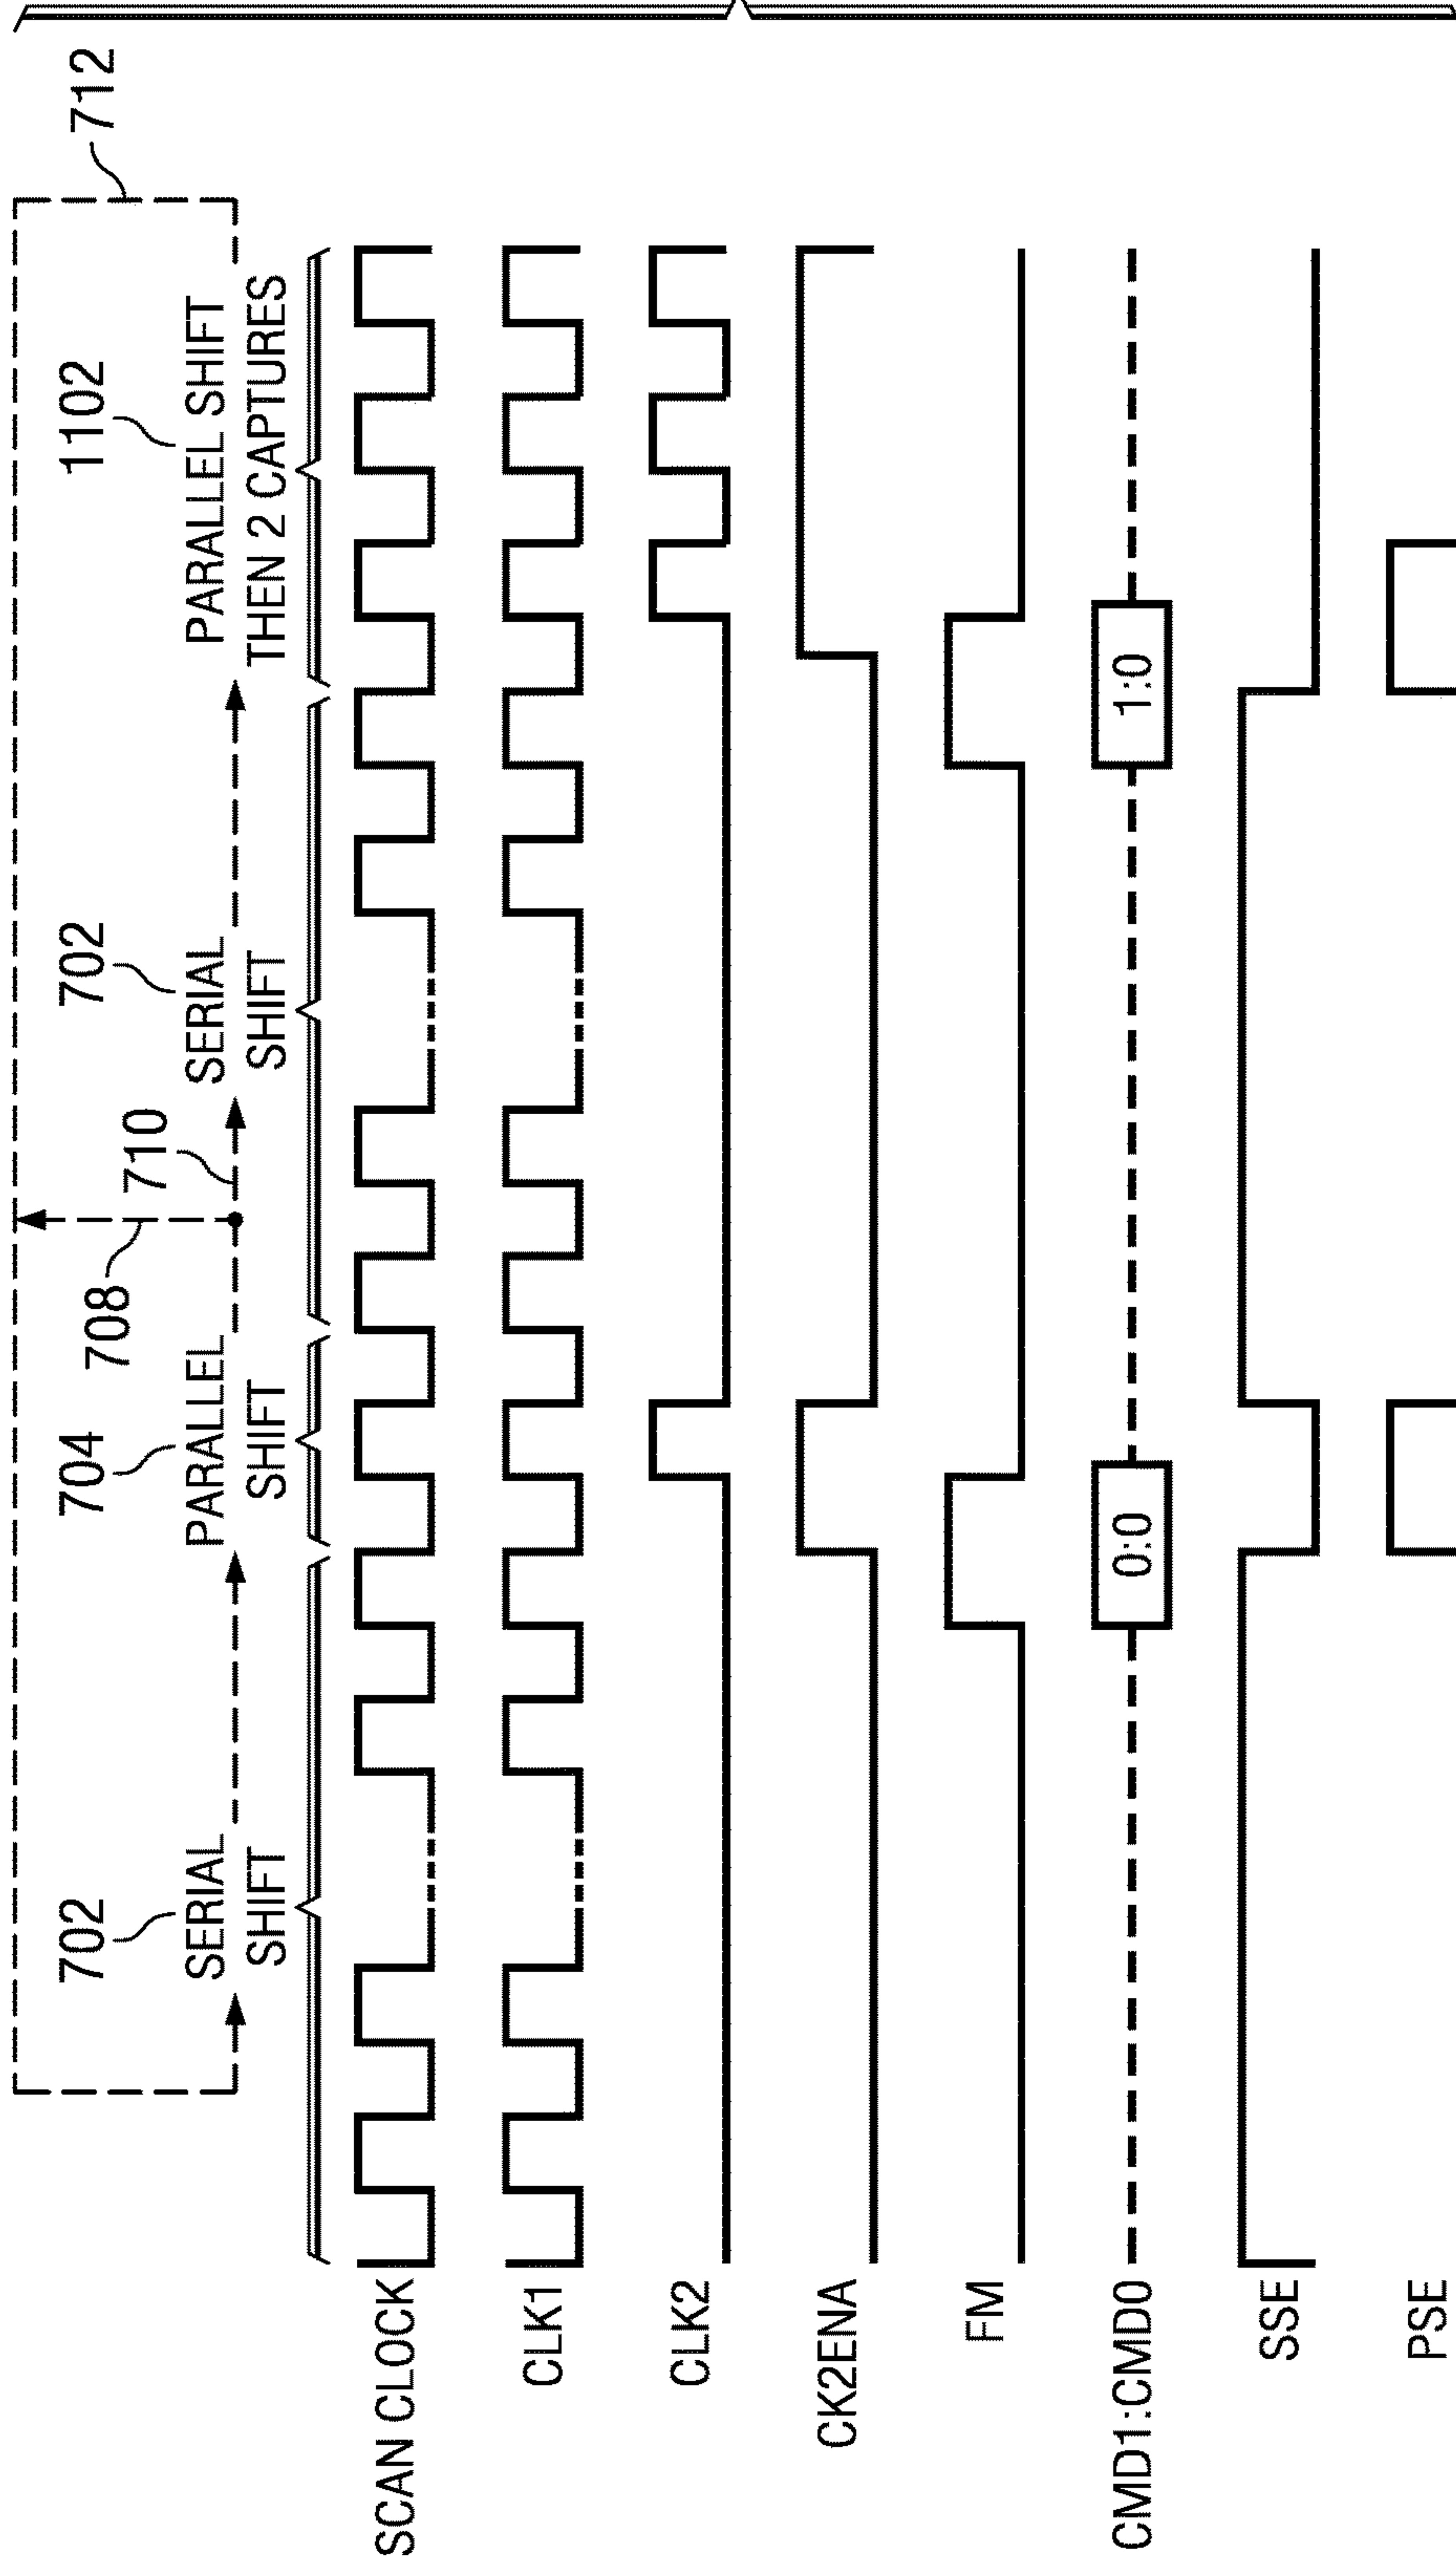 712
708
710
702
704
702
1102
SERIAL
SHIFT
PARALLEL
SHIFT
SERIAL
SHIFT
PARALLEL SHIFT
THEN 2 CAPTURES
SCAN CLOCK
CLK1
CLK2
CK2ENA
FM
CMD1:CMD0
0:0
1:0
SSE
PSE